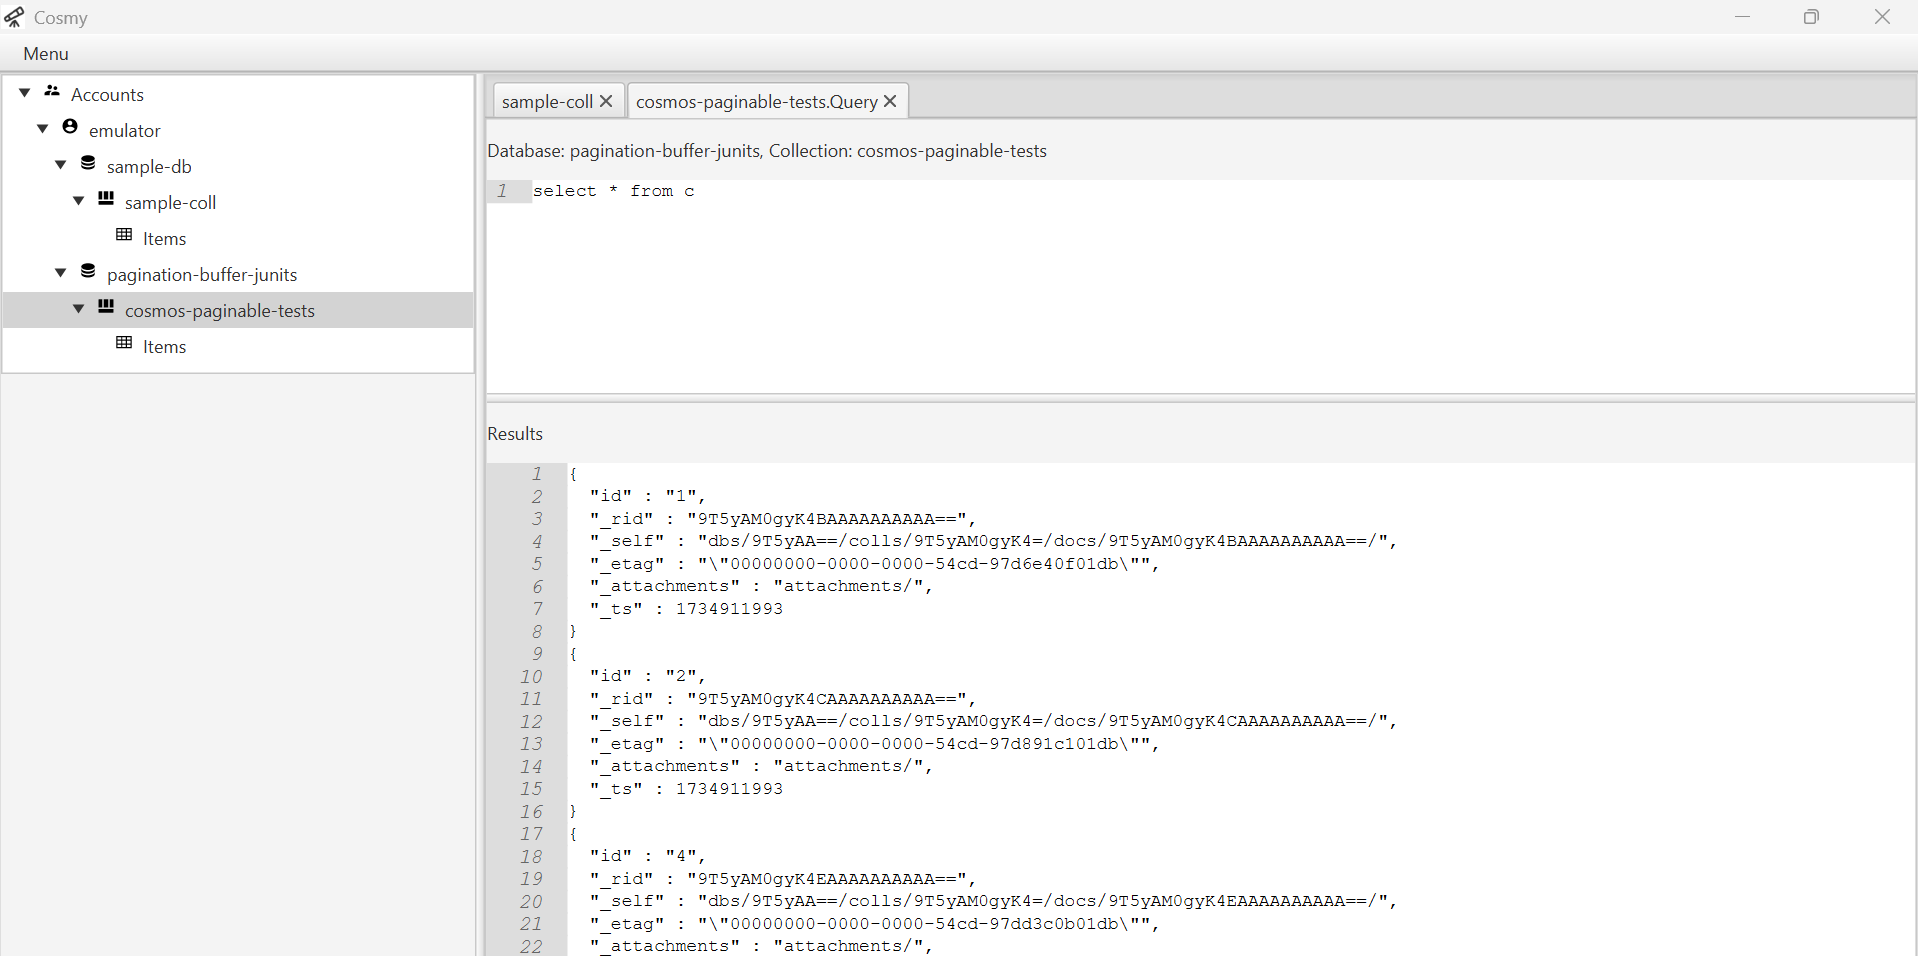 Cosmy
Menu
Accounts
emulator
sample-db
sample-coll
Items
pagination-buffer-junits
cosmos-paginable-tests
Items
sample-coll
cosmos-paginable-tests.Query
Database: pagination-buffer-junits, Collection: cosmos-paginable-tests
1 select * from c
Results
1 {
2 "id" : "1",
3 "_rid" : "9T5yAM0gyK4BAAAAAAAAAA==",
4 "_self" : "dbs/9T5yAA==/colls/9T5yAM0gyK4=/docs/9T5yAM0gyK4BAAAAAAAAAA==/",
5 "_etag" : "\"00000000-0000-0000-54cd-97d6e40f01db\"",
6 "_attachments" : "attachments/",
7 "_ts" : 1734911993
8 }
9 {
10 "id" : "2",
11 "_rid" : "9T5yAM0gyK4CAAAAAAAAAA==",
12 "_self" : "dbs/9T5yAA==/colls/9T5yAM0gyK4=/docs/9T5yAM0gyK4CAAAAAAAAAA==/",
13 "_etag" : "\"00000000-0000-0000-54cd-97d891c101db\"",
14 "_attachments" : "attachments/",
15 "_ts" : 1734911993
16 }
17 {
18 "id" : "4",
19 "_rid" : "9T5yAM0gyK4EAAAAAAAAAA==",
20 "_self" : "dbs/9T5yAA==/colls/9T5yAM0gyK4=/docs/9T5yAM0gyK4EAAAAAAAAAA==/",
21 "_etag" : "\"00000000-0000-0000-54cd-97dd3c0b01db\"",
22 "_attachments" : "attachments/",